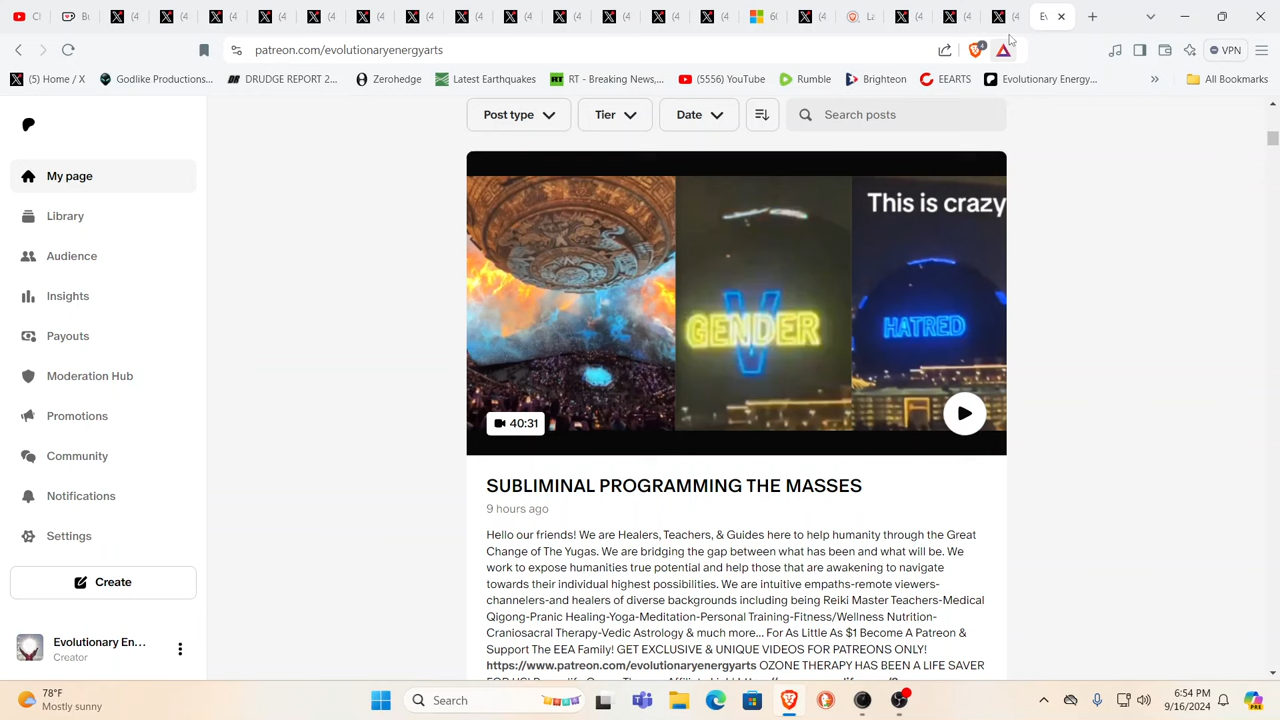 patreon.com/evolutionaryenergyarts
4
VPN
(5) Home / X
Godlike Productions...
DRUDGE REPORT 2...
Zerohedge
Latest Earthquakes
RT - Breaking News,...
(5556) YouTube
Rumble
Brighteon
EEARTS
Evolutionary Energy...
All Bookmarks
Post type
Tier
Date
Search posts
My page
Library
Audience
Insights
Payouts
Moderation Hub
Promotions
Community
Notifications
Settings
Create
Evolutionary En...
Creator
This is crazy
GENDER
HATRED
40:31
SUBLIMINAL PROGRAMMING THE MASSES
9 hours ago
Hello our friends! We are Healers, Teachers, & Guides here to help humanity through the Great
Change of The Yugas. We are bridging the gap between what has been and what will be. We
work to expose humanities true potential and help those that are awakening to navigate
towards their individual highest possibilities. We are intuitive empaths-remote viewers-
channelers-and healers of diverse backgrounds including being Reiki Master Teachers-Medical
Qigong-Pranic Healing-Yoga-Meditation-Personal Training-Fitness/Wellness Nutrition-
Craniosacral Therapy-Vedic Astrology & much more... For As Little As $1 Become A Patreon &
Support The EEA Family! GET EXCLUSIVE & UNIQUE VIDEOS FOR PATREONS ONLY!
https://www.patreon.com/evolutionaryenergyarts OZONE THERAPY HAS BEEN A LIFE SAVER
78°F
Mostly sunny
Search
6:54 PM
9/16/2024